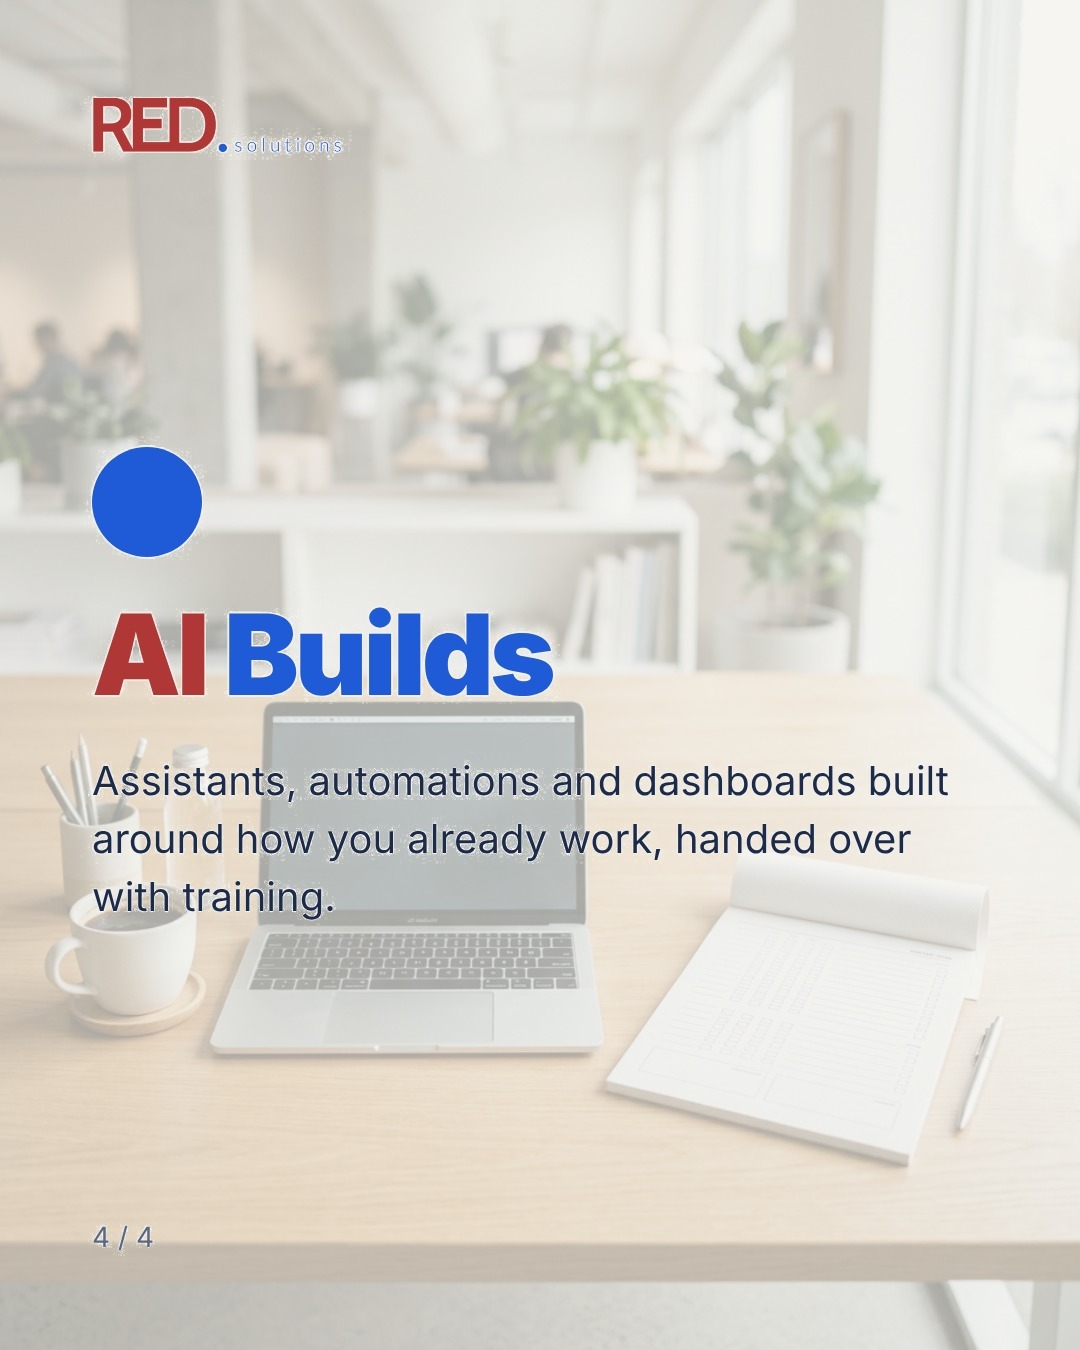 RED.solutions
AI Builds
Assistants, automations and dashboards built
around how you already work, handed over
with training.
4 / 4